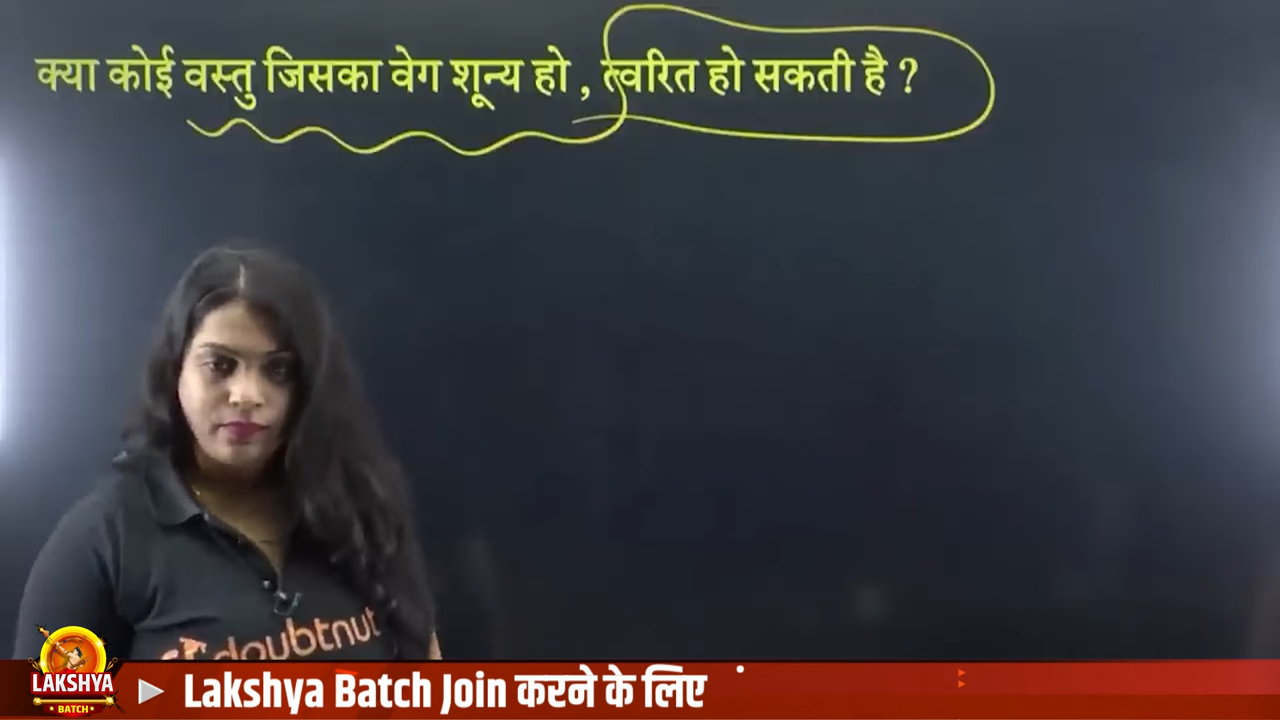 क्या कोई वस्तु जिसका वेग शून्य हो , त्वरित हो सकती है ?
doubtnut
LAKSHYA
BATCH
Lakshya Batch Join करने के लिए